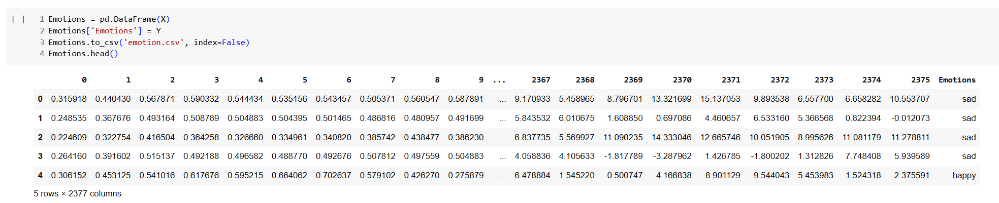 [ ] 1 Emotions = pd.DataFrame(X)
2 Emotions['Emotions'] = Y
3 Emotions.to_csv('emotion.csv', index=False)
4 Emotions.head()
0 1 2 3 4 5 6 7 8 9 ... 2367 2368 2369 2370 2371 2372 2373 2374 2375 Emotions
0 0.315918 0.440430 0.567871 0.590332 0.544434 0.535156 0.543457 0.505371 0.560547 0.587891 ... 9.170933 5.458965 8.796701 13.321699 15.137053 9.893538 6.557700 6.658282 10.553707 sad
1 0.248535 0.367676 0.493164 0.508789 0.504883 0.504395 0.501465 0.486816 0.480957 0.491699 ... 5.843532 6.010675 1.608850 0.697086 4.460657 6.533160 5.366568 0.822394 -0.012073 sad
2 0.224609 0.322754 0.416504 0.364258 0.326660 0.334961 0.340820 0.385742 0.438477 0.386230 ... 6.837735 5.569927 11.090235 14.333046 12.665746 10.051905 8.995626 11.081179 11.278811 sad
3 0.264160 0.391602 0.515137 0.492188 0.496582 0.488770 0.492676 0.507812 0.497559 0.504883 ... 4.058836 4.105633 -1.817789 -3.287962 1.426785 -1.800202 1.312826 7.748408 5.939589 sad
4 0.306152 0.453125 0.541016 0.617676 0.595215 0.664062 0.702637 0.579102 0.426270 0.275879 ... 6.478884 1.545220 0.500747 4.166838 8.901129 9.544043 5.453983 1.524318 2.375591 happy
5 rows × 2377 columns